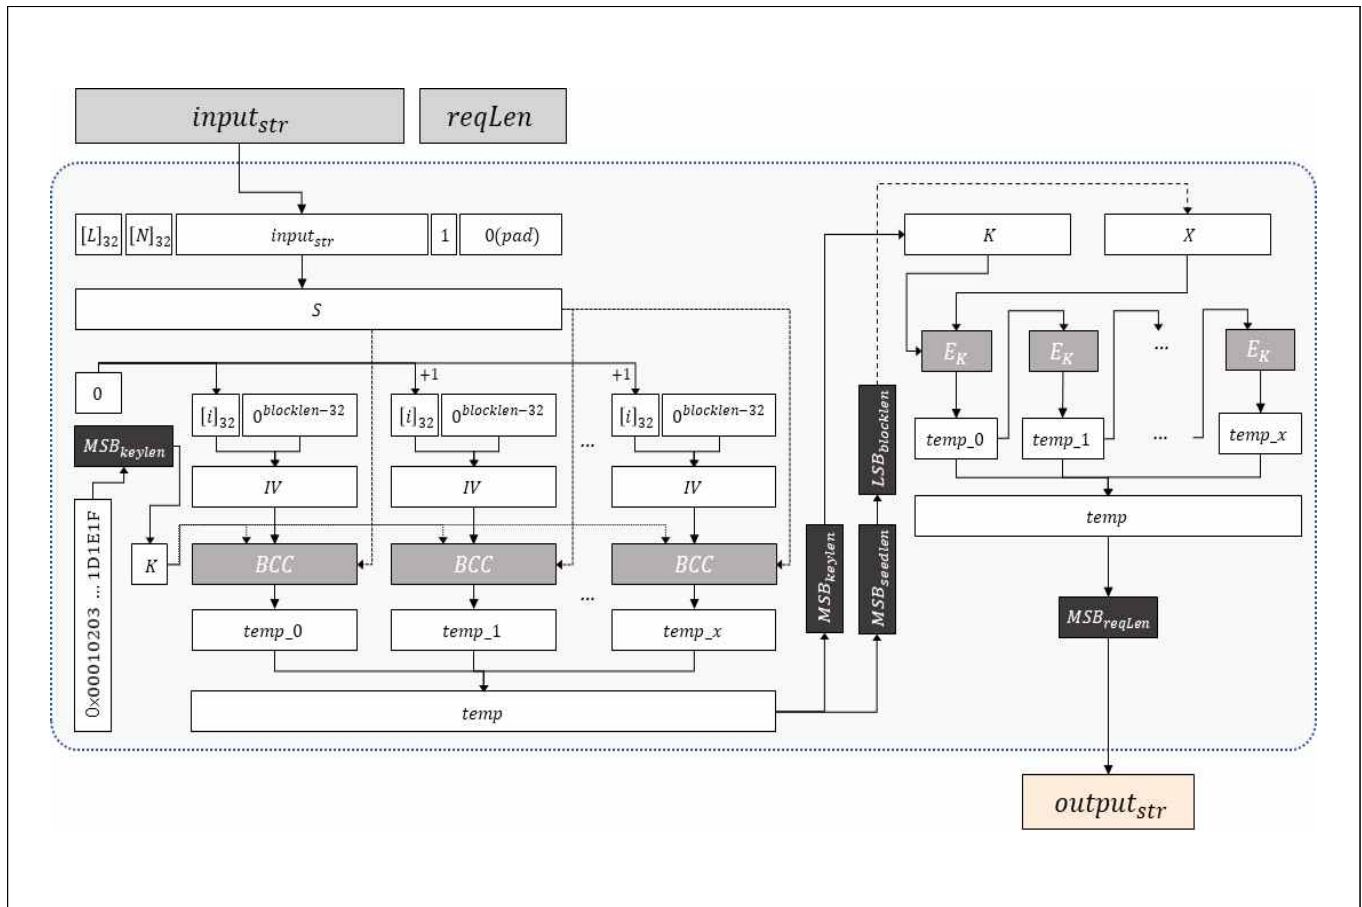 input_str reqLen
[L]_32 [N]_32 input_str 1 0(pad)
K X
S
E_K E_K ... E_K
0 +1 +1
[i]_32 0^{blocklen-32} [i]_32 0^{blocklen-32} ... [i]_32 0^{blocklen-32}
MSB_keylen
LSB_blocklen
temp_0 temp_1 ... temp_x
IV IV IV
temp
0x00010203 ... 1D1E1F
K BCC BCC ... BCC
MSB_keylen MSB_seedlen
MSB_reqLen
temp_0 temp_1 temp_x
temp
output_str